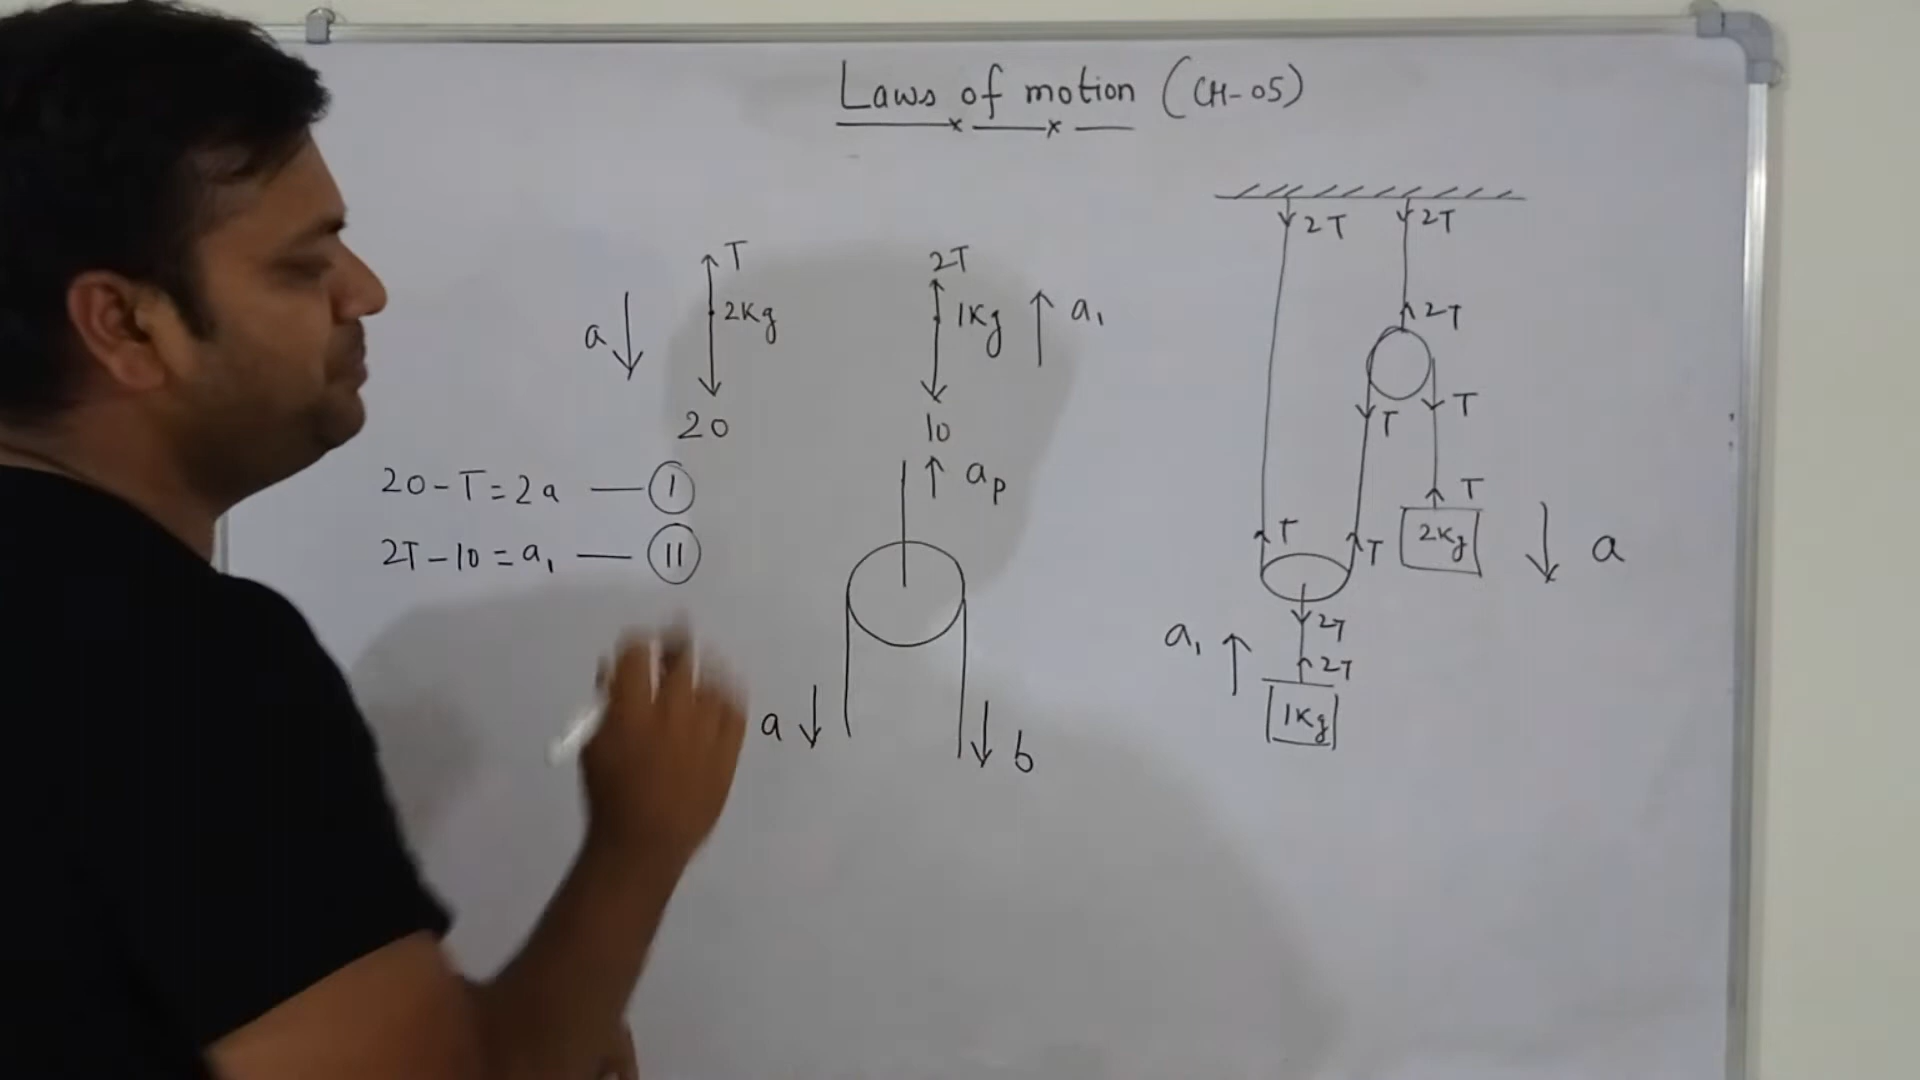 Laws of motion (CH-05)
T
2Kg
a
20
2T
1Kg
a₁
10
20-T=2a — I
2T-10=a₁ — II
aₚ
a
b
2T
2T
2T
T
T
T
T
T
2Kg
a
2T
2T
a₁
1Kg